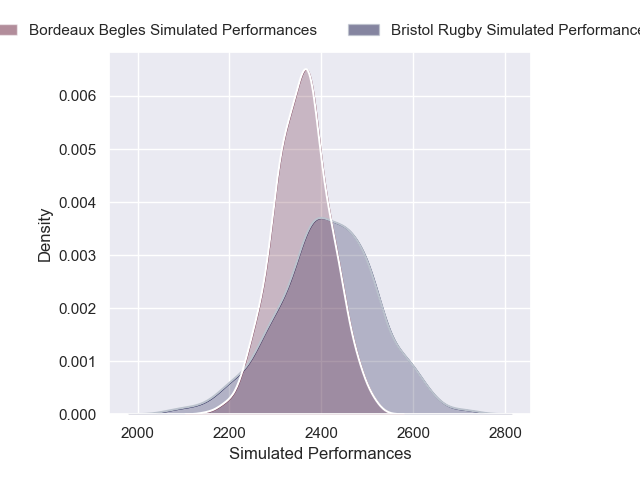 Bordeaux Begles Simulated Performances
Bristol Rugby Simulated Performance
0.006
0.005
0.004
0.003
0.002
0.001
0.000
Density
2000 2200 2400 2600 2800
Simulated Performances